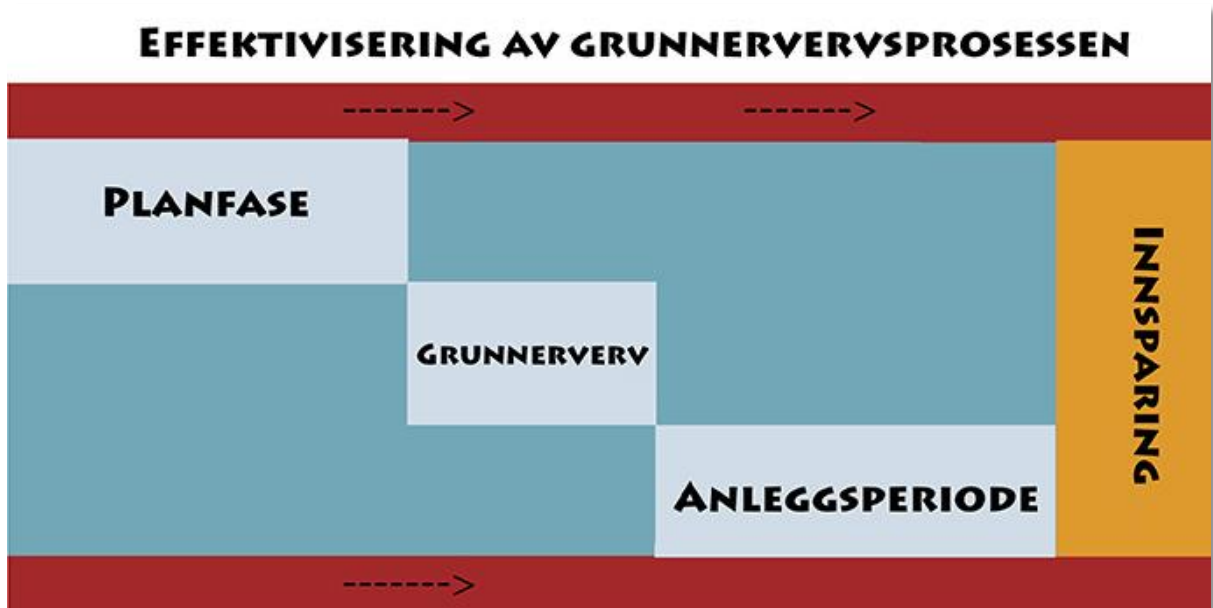 EFFEKTIVISERING AV GRUNNERVERVSPROSESSEN
-------> ------->
PLANFASE
GRUNNERVERV
ANLEGGSPERIODE
INNSPARING
------->